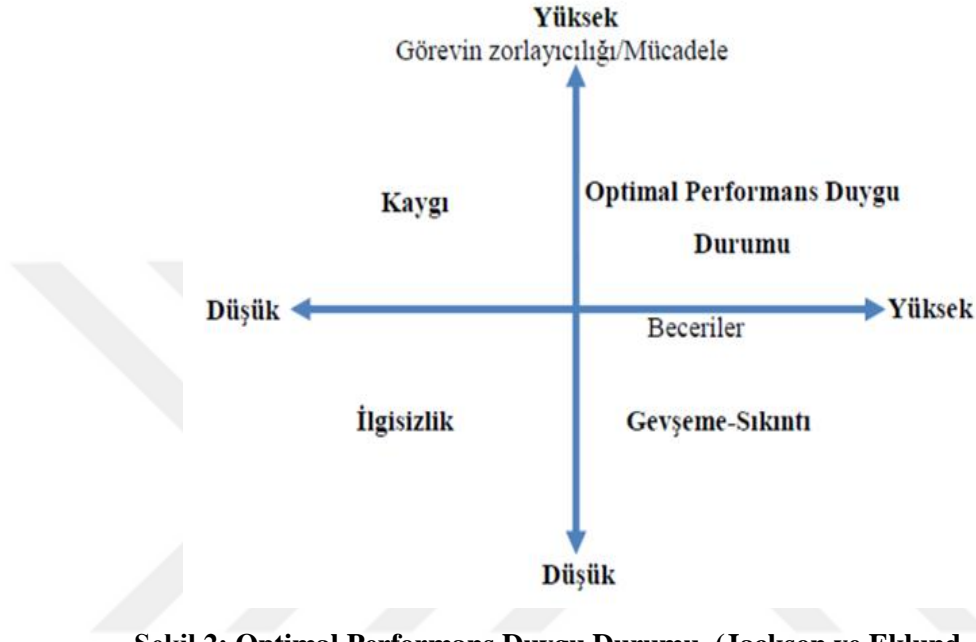 Yüksek
Görevin zorlayıcılığı/Mücadele
Kaygı
Optimal Performans Duygu
Durumu
Düşük
Yüksek
Beceriler
İlgisizlik
Gevşeme-Sıkıntı
Düşük
Şekil 2: Optimal Performans Duygu Durumu (Jackson ve Eklund